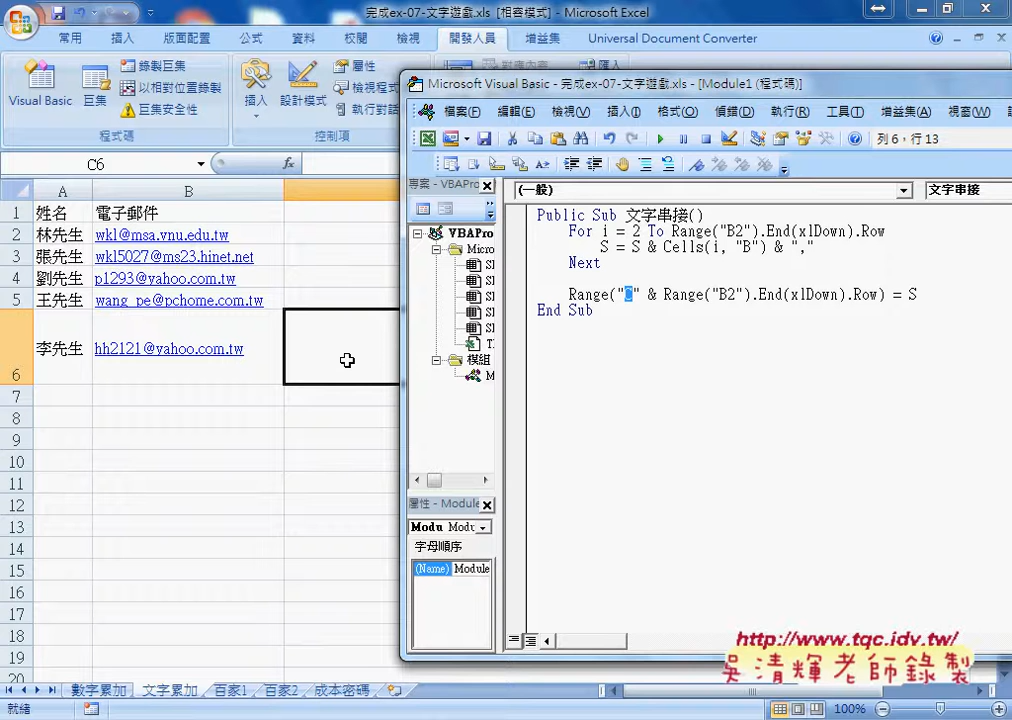 完成ex-07-文字遊戲.xls [相容模式] - Microsoft Excel
常用 插入 版面配置 公式 資料 校閱 檢視 開發人員 增益集 Universal Document Converter
Visual Basic
巨集
錄製巨集
以相對位置錄製
巨集安全性
程式碼
插入
設計模式
屬性
檢視程式
執行對話
控制項
匯入
C6
fx
A B
1 姓名 電子郵件
2 林先生 wkl@msa.vnu.edu.tw
3 張先生 wkl5027@ms23.hinet.net
4 劉先生 p1293@yahoo.com.tw
5 王先生 wang_pe@pchome.com.tw
6 李先生 hh2121@yahoo.com.tw
7
8
9
10
11
12
13
14
15
16
17
18
19
20
數字累加 文字累加 百家1 百家2 成本密碼
就緒
100%
Microsoft Visual Basic - 完成ex-07-文字遊戲.xls - [Module1 (程式碼)]
檔案(F) 編輯(E) 檢視(V) 插入(I) 格式(O) 偵錯(D) 執行(R) 工具(T) 增益集(A) 視窗(W)
列 6, 行 13
專案 - VBAPro
VBAPro
Micro
模組
屬性 - Module
Modu Modu
字母順序
(Name) Module
(一般)
文字串接
Public Sub 文字串接()
For i = 2 To Range("B2").End(xlDown).Row
S = S & Cells(i, "B") & ","
Next
Range("C" & Range("B2").End(xlDown).Row) = S
End Sub
http://www.tqc.idv.tw/
吳清輝老師錄製